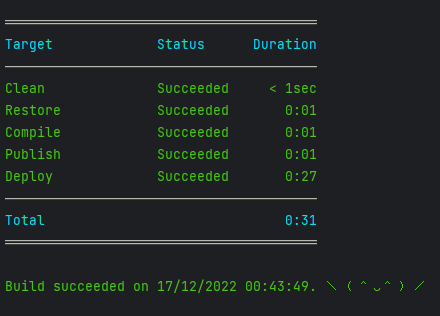 Target Status Duration
Clean Succeeded < 1sec
Restore Succeeded 0:01
Compile Succeeded 0:01
Publish Succeeded 0:01
Deploy Succeeded 0:27
Total 0:31
Build succeeded on 17/12/2022 00:43:49. ＼（＾ᴗ＾）／